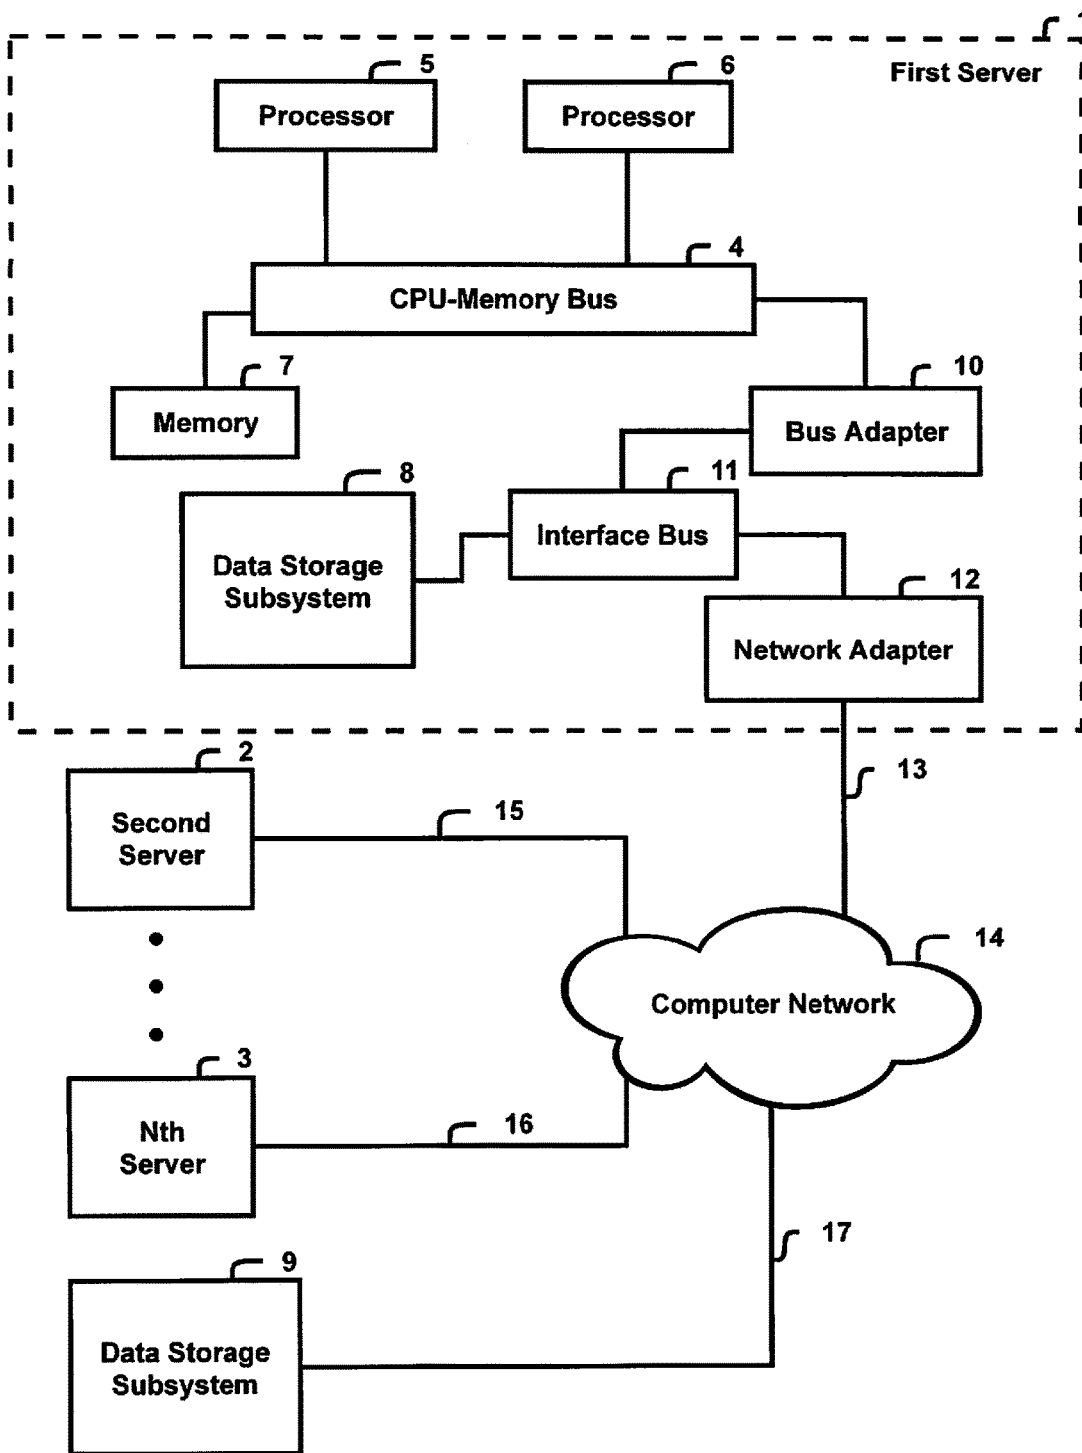 First Server
5
6
Processor
Processor
4
CPU-Memory Bus
7
10
Memory
Bus Adapter
8
11
Data Storage
Subsystem
Interface Bus
12
Network Adapter
2
13
Second
Server
15
14
Computer Network
3
Nth
Server
16
17
9
Data Storage
Subsystem